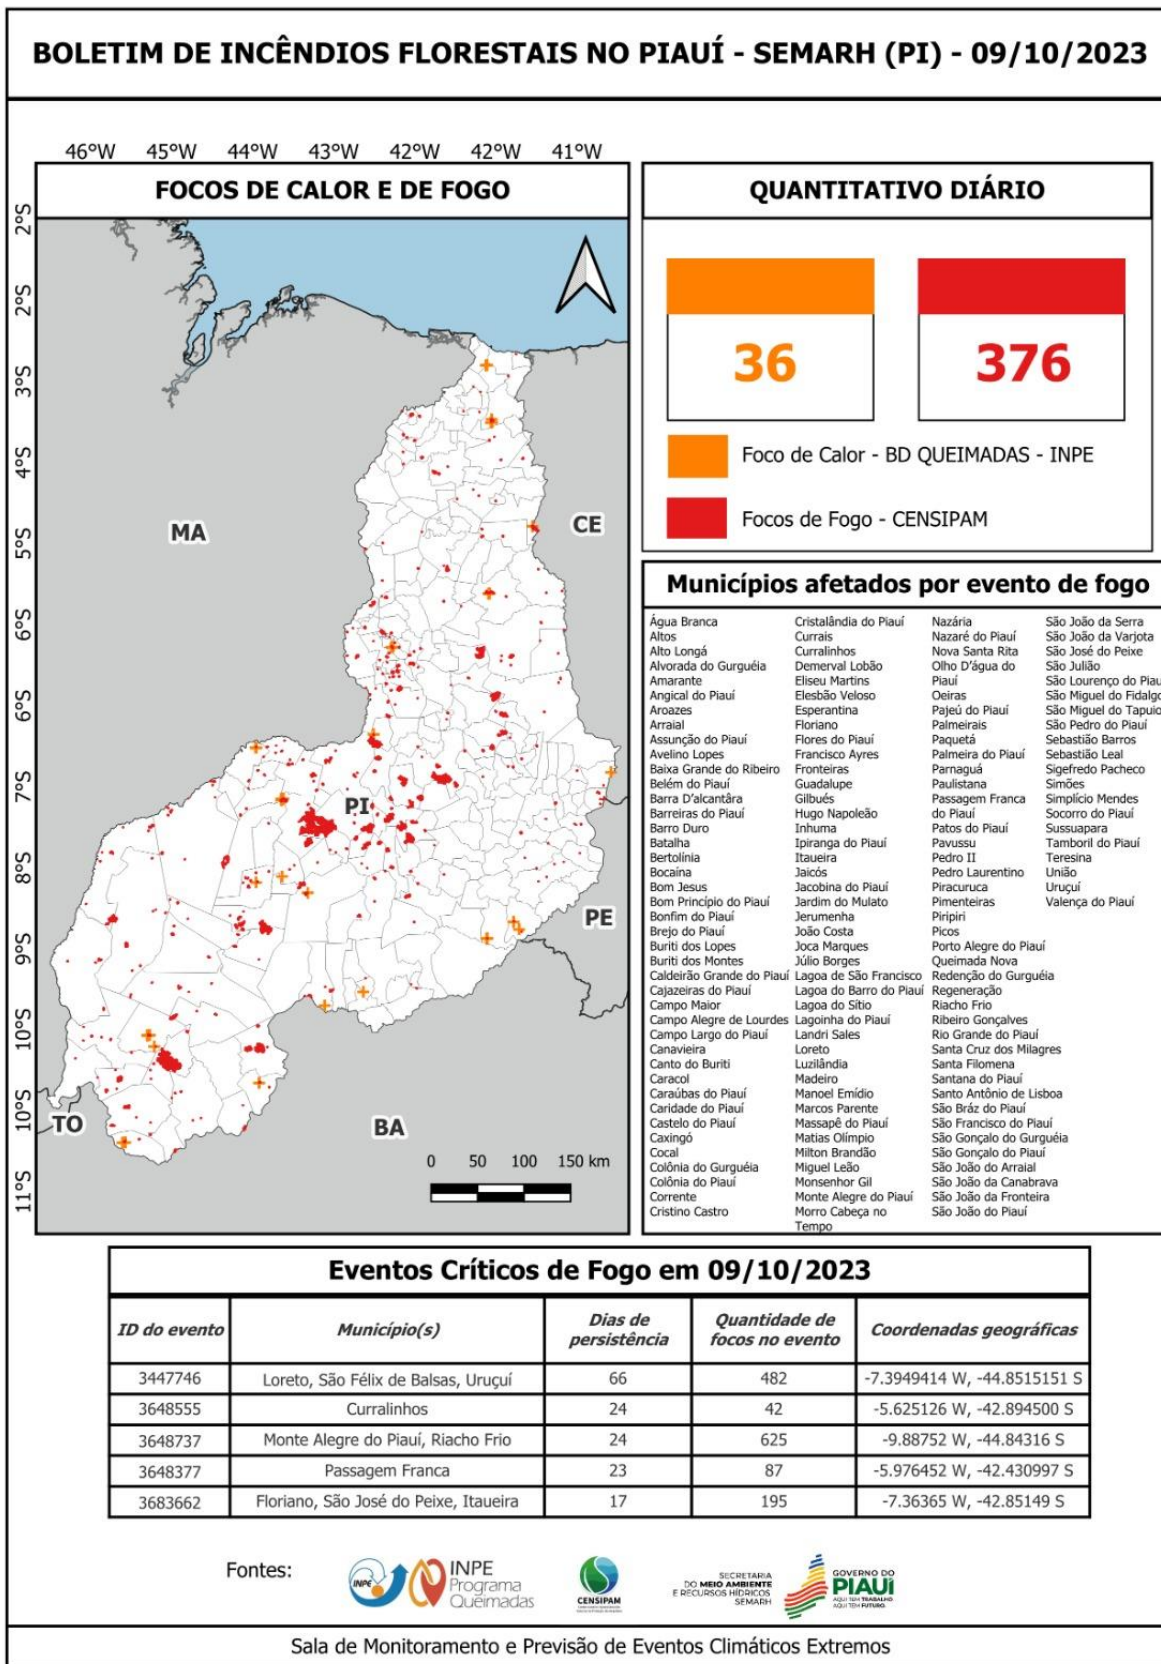 BOLETIM DE INCÊNDIOS FLORESTAIS NO PIAUÍ - SEMARH (PI) - 09/10/2023
46°W 45°W 44°W 43°W 42°W 42°W 41°W
FOCOS DE CALOR E DE FOGO
2°S
2°S
3°S
4°S
5°S
6°S
6°S
7°S
8°S
9°S
10°S
10°S
11°S
MA
CE
PI
PE
TO
BA
0 50 100 150 km
QUANTITATIVO DIÁRIO
36
376
Foco de Calor - BD QUEIMADAS - INPE
Focos de Fogo - CENSIPAM
Municípios afetados por evento de fogo
Água Branca
Altos
Alto Longá
Alvorada do Gurguéia
Amarante
Angical do Piauí
Aroazes
Arraial
Assunção do Piauí
Avelino Lopes
Baixa Grande do Ribeiro
Belém do Piauí
Barra D'alcantâra
Barreiras do Piauí
Barro Duro
Batalha
Bertolínia
Bocaína
Bom Jesus
Bom Princípio do Piauí
Bonfim do Piauí
Brejo do Piauí
Buriti dos Lopes
Buriti dos Montes
Caldeirão Grande do Piauí
Cajazeiras do Piauí
Campo Maior
Campo Alegre de Lourdes
Campo Largo do Piauí
Canavieira
Canto do Buriti
Caracol
Caraúbas do Piauí
Caridade do Piauí
Castelo do Piauí
Caxingó
Cocal
Colônia do Gurguéia
Colônia do Piauí
Corrente
Cristino Castro
Cristalândia do Piauí
Currais
Curralinhos
Demerval Lobão
Eliseu Martins
Elesbão Veloso
Esperantina
Floriano
Flores do Piauí
Francisco Ayres
Fronteiras
Guadalupe
Gilbués
Hugo Napoleão
Inhuma
Ipiranga do Piauí
Itaueira
Jaicós
Jacobina do Piauí
Jardim do Mulato
Jerumenha
João Costa
Joca Marques
Júlio Borges
Lagoa de São Francisco
Lagoa do Barro do Piauí
Lagoa do Sítio
Lagoinha do Piauí
Landri Sales
Loreto
Luzilândia
Madeiro
Manoel Emídio
Marcos Parente
Massapê do Piauí
Matias Olímpio
Milton Brandão
Miguel Leão
Monsenhor Gil
Monte Alegre do Piauí
Morro Cabeça no
Tempo
Nazária
Nazaré do Piauí
Nova Santa Rita
Olho D'água do
Piauí
Oeiras
Pajeú do Piauí
Palmeirais
Paquetá
Palmeira do Piauí
Parnaguá
Paulistana
Passagem Franca
do Piauí
Patos do Piauí
Pavussu
Pedro II
Pedro Laurentino
Piracuruca
Pimenteiras
Piripiri
Picos
Porto Alegre do Piauí
Queimada Nova
Redenção do Gurguéia
Regeneração
Riacho Frio
Ribeiro Gonçalves
Rio Grande do Piauí
Santa Cruz dos Milagres
Santa Filomena
Santana do Piauí
Santo Antônio de Lisboa
São Bráz do Piauí
São Francisco do Piauí
São Gonçalo do Gurguéia
São Gonçalo do Piauí
São João do Arraial
São João da Canabrava
São João da Fronteira
São João do Piauí
São João da Serra
São João da Varjota
São José do Peixe
São Julião
São Lourenço do Piau
São Miguel do Fidalgo
São Miguel do Tapuio
São Pedro do Piauí
Sebastião Barros
Sebastião Leal
Sigefredo Pacheco
Simões
Simplício Mendes
Socorro do Piauí
Sussuapara
Tamboril do Piauí
Teresina
União
Uruçuí
Valença do Piauí
Eventos Críticos de Fogo em 09/10/2023
ID do evento Município(s) Dias de persistência Quantidade de focos no evento Coordenadas geográficas
3447746 Loreto, São Félix de Balsas, Uruçuí 66 482 -7.3949414 W, -44.8515151 S
3648555 Curralinhos 24 42 -5.625126 W, -42.894500 S
3648737 Monte Alegre do Piauí, Riacho Frio 24 625 -9.88752 W, -44.84316 S
3648377 Passagem Franca 23 87 -5.976452 W, -42.430997 S
3683662 Floriano, São José do Peixe, Itaueira 17 195 -7.36365 W, -42.85149 S
Fontes:
INPE
INPE
Programa
Queimadas
CENSIPAM
SECRETARIA
DO MEIO AMBIENTE
E RECURSOS HÍDRICOS
SEMARH
GOVERNO DO
PIAUÍ
AQUI TEM TRABALHO
AQUI TEM FUTURO.
Sala de Monitoramento e Previsão de Eventos Climáticos Extremos